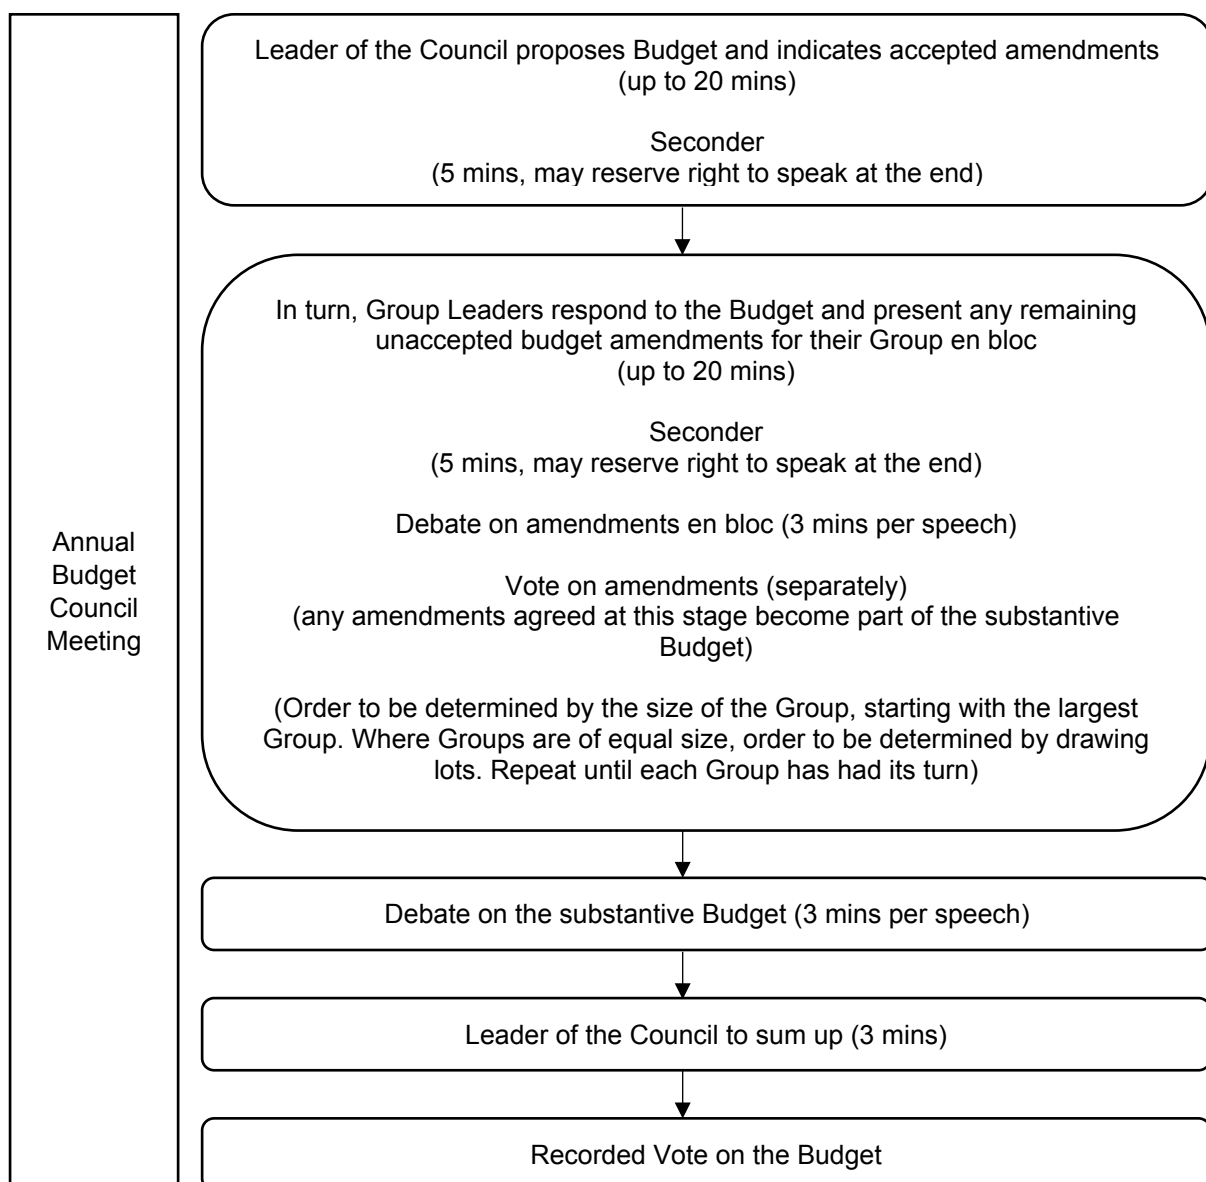 Annual
Budget
Council
Meeting
Leader of the Council proposes Budget and indicates accepted amendments
(up to 20 mins)
Seconder
(5 mins, may reserve right to speak at the end)
In turn, Group Leaders respond to the Budget and present any remaining
unaccepted budget amendments for their Group en bloc
(up to 20 mins)
Seconder
(5 mins, may reserve right to speak at the end)
Debate on amendments en bloc (3 mins per speech)
Vote on amendments (separately)
(any amendments agreed at this stage become part of the substantive
Budget)
(Order to be determined by the size of the Group, starting with the largest
Group. Where Groups are of equal size, order to be determined by drawing
lots. Repeat until each Group has had its turn)
Debate on the substantive Budget (3 mins per speech)
Leader of the Council to sum up (3 mins)
Recorded Vote on the Budget